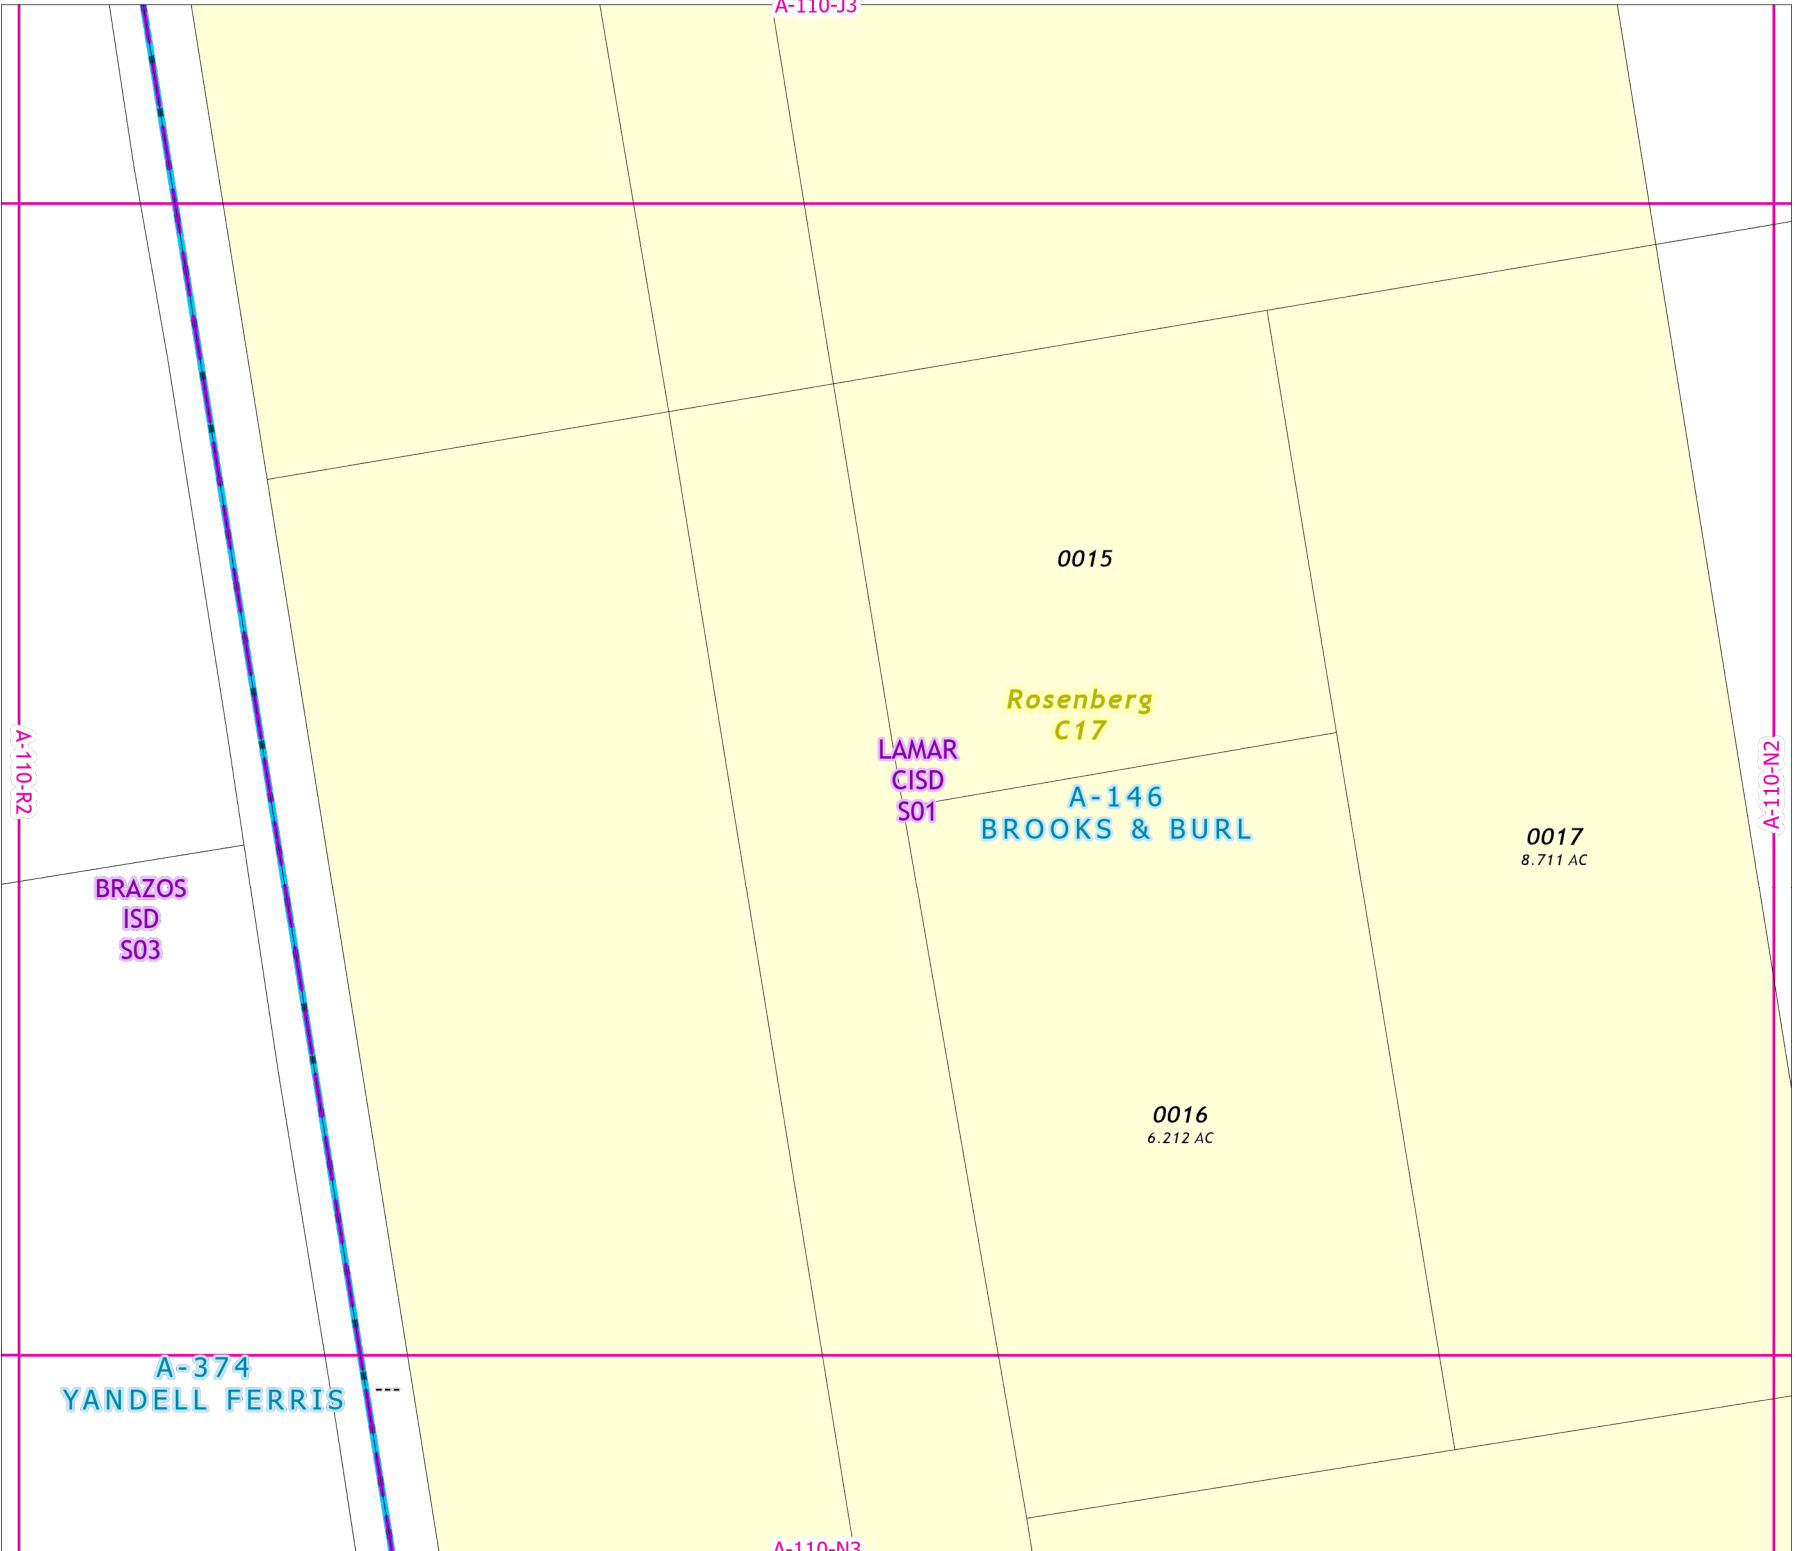 A-110-J3
0015
Rosenberg
C17
LAMAR
CISD
S01
A-146
BROOKS & BURL
A-110-R2
A-110-N2
0017
8.711 AC
BRAZOS
ISD
S03
0016
6.212 AC
A-374
YANDELL FERRIS
---
A-110-N3